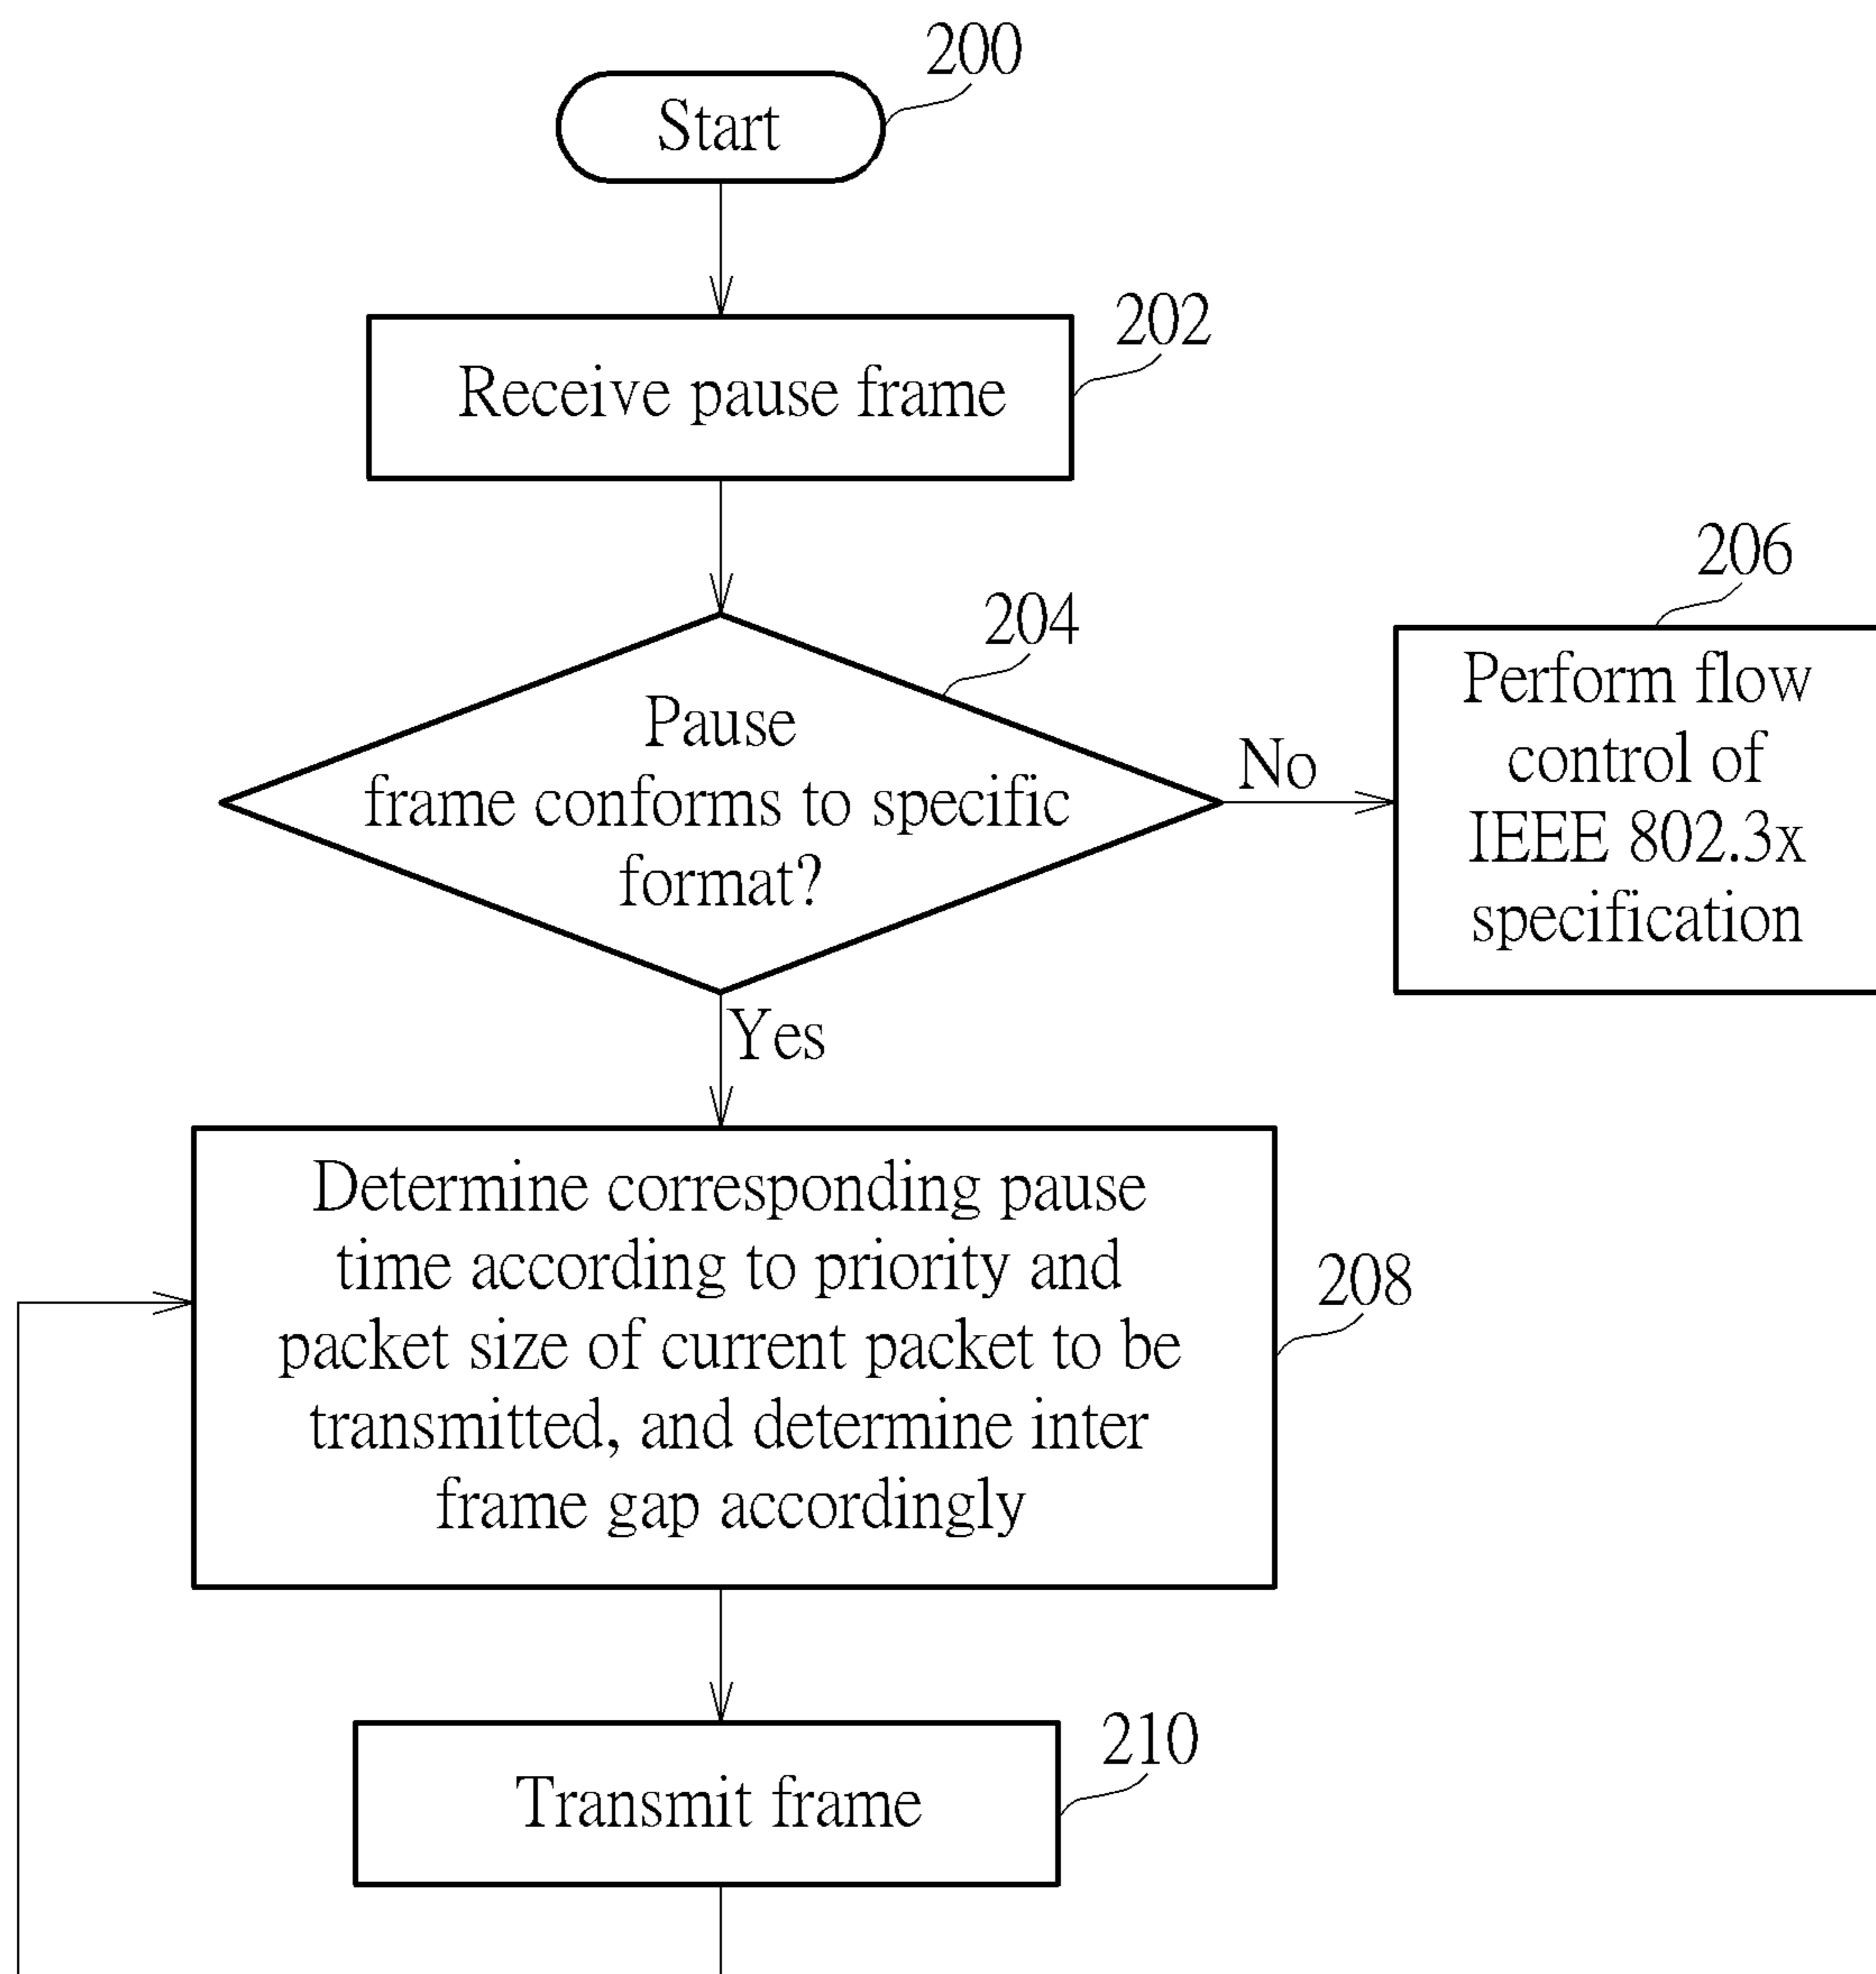 200
Start
202
Receive pause frame
204
206
Pause
frame conforms to specific
format?
No
Perform flow
control of
IEEE 802.3x
specification
Yes
Determine corresponding pause
time according to priority and
packet size of current packet to be
transmitted, and determine inter
frame gap accordingly
208
210
Transmit frame